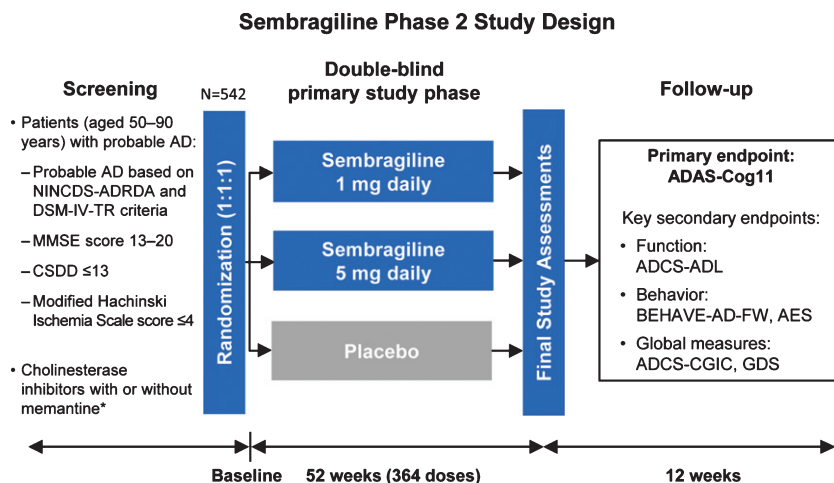 Sembragiline Phase 2 Study Design
Screening
• Patients (aged 50–90
years) with probable AD:
– Probable AD based on
NINCDS-ADRDA and
DSM-IV-TR criteria
– MMSE score 13–20
– CSDD ≤13
– Modified Hachinski
Ischemia Scale score ≤4
• Cholinesterase
inhibitors with or without
memantine*
N=542
Randomization (1:1:1)
Double-blind
primary study phase
Sembragiline
1 mg daily
Sembragiline
5 mg daily
Placebo
Final Study Assessments
Follow-up
Primary endpoint:
ADAS-Cog11
Key secondary endpoints:
• Function:
ADCS-ADL
• Behavior:
BEHAVE-AD-FW, AES
• Global measures:
ADCS-CGIC, GDS
Baseline
52 weeks (364 doses)
12 weeks